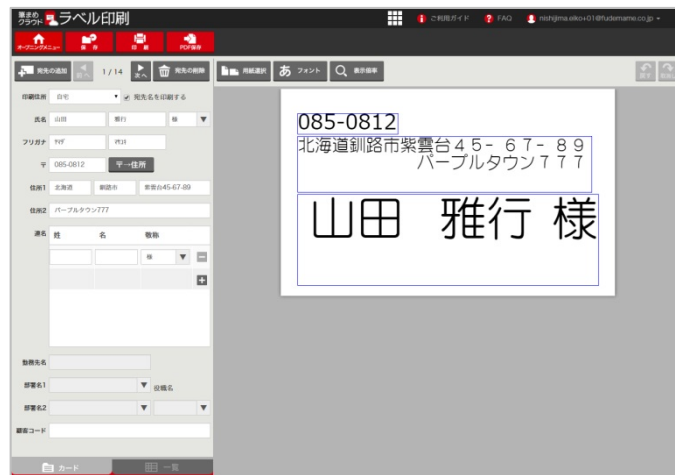 筆まめクラウド ラベル印刷
ご利用ガイド FAQ nishijima.eiko+01@fudemame.co.jp
オープニングメニュー 保存 印刷 PDF保存
宛先の追加 前へ 1/14 次へ 宛先の削除 用紙選択 あ フォント 表示倍率 戻す
印刷住所 自宅 宛先名を印刷する
氏名 山田 雅行 様
フリガナ ﾔﾏﾀﾞ ﾏｻﾕｷ
〒 085-0812 〒→住所
住所1 北海道 釧路市 紫雲台45-67-89
住所2 パープルタウン777
連名 姓 名 敬称
様
勤務先名
部署名1 役職名
部署名2
顧客コード
カード 一覧
085-0812
北海道釧路市紫雲台45-67-89
パープルタウン777
山田 雅行 様